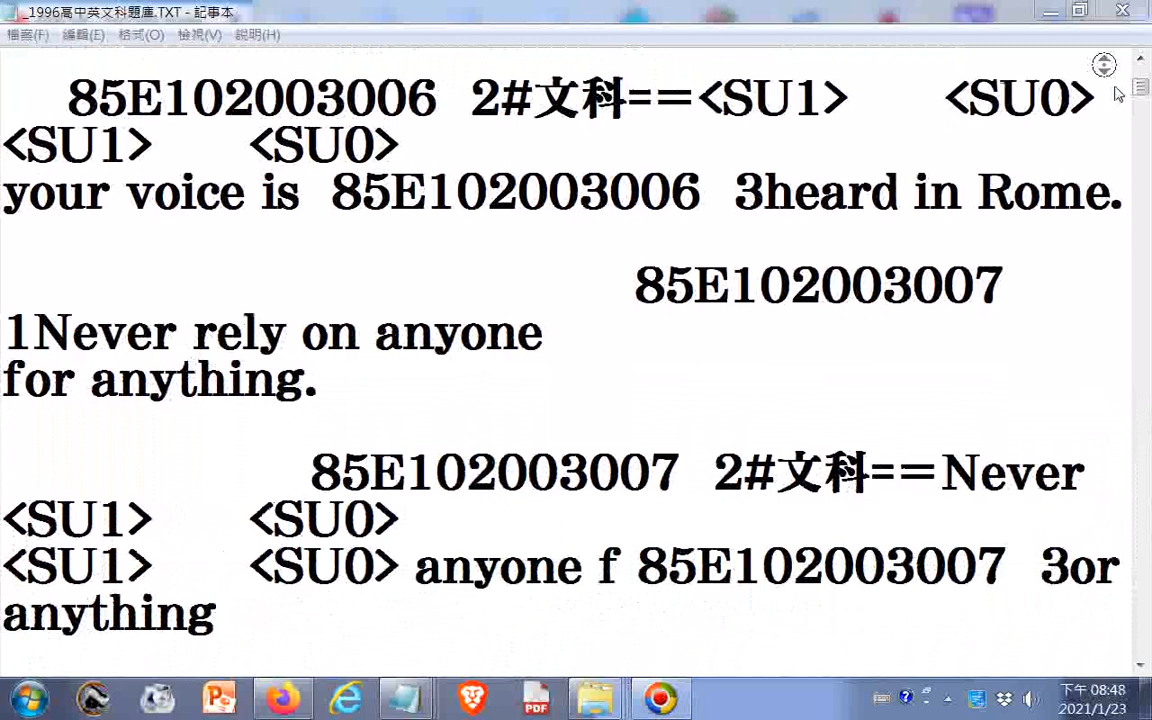 _1996高中英文科題庫.TXT - 記事本
檔案(F) 編輯(E) 格式(O) 檢視(V) 說明(H)
85E102003006 2#文科==<SU1> <SU0>
<SU1> <SU0>
your voice is 85E102003006 3heard in Rome.
85E102003007
1Never rely on anyone
for anything.
85E102003007 2#文科==Never
<SU1> <SU0>
<SU1> <SU0> anyone f 85E102003007 3or
anything
PDF
下午 08:48
2021/1/23